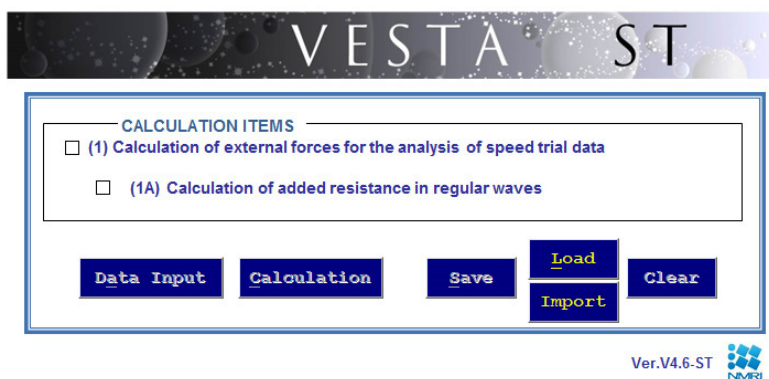 VESTA ST
CALCULATION ITEMS
(1) Calculation of external forces for the analysis of speed trial data
(1A) Calculation of added resistance in regular waves
Data Input
Calculation
Save
Load
Import
Clear
Ver.V4.6-ST
NMRI